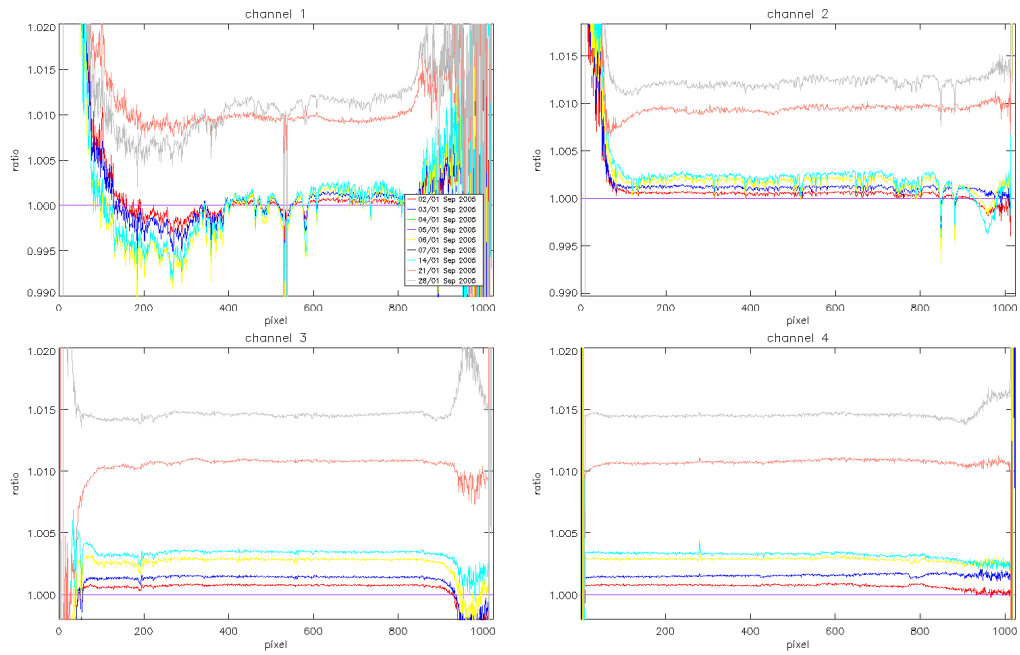 channel 1
1.020
1.015
1.010
1.005
1.000
0.995
0.990
ratio
0
200
400
600
800
1000
pixel
02/01 Sep 2006
03/01 Sep 2006
04/01 Sep 2006
05/01 Sep 2006
06/01 Sep 2006
07/01 Sep 2006
14/01 Sep 2006
21/01 Sep 2006
28/01 Sep 2006
channel 2
1.015
1.010
1.005
1.000
0.995
0.990
ratio
0
200
400
600
800
1000
pixel
channel 3
1.020
1.015
1.010
1.005
1.000
ratio
0
200
400
600
800
1000
pixel
channel 4
1.020
1.015
1.010
1.005
1.000
ratio
200
400
600
800
1000
pixel